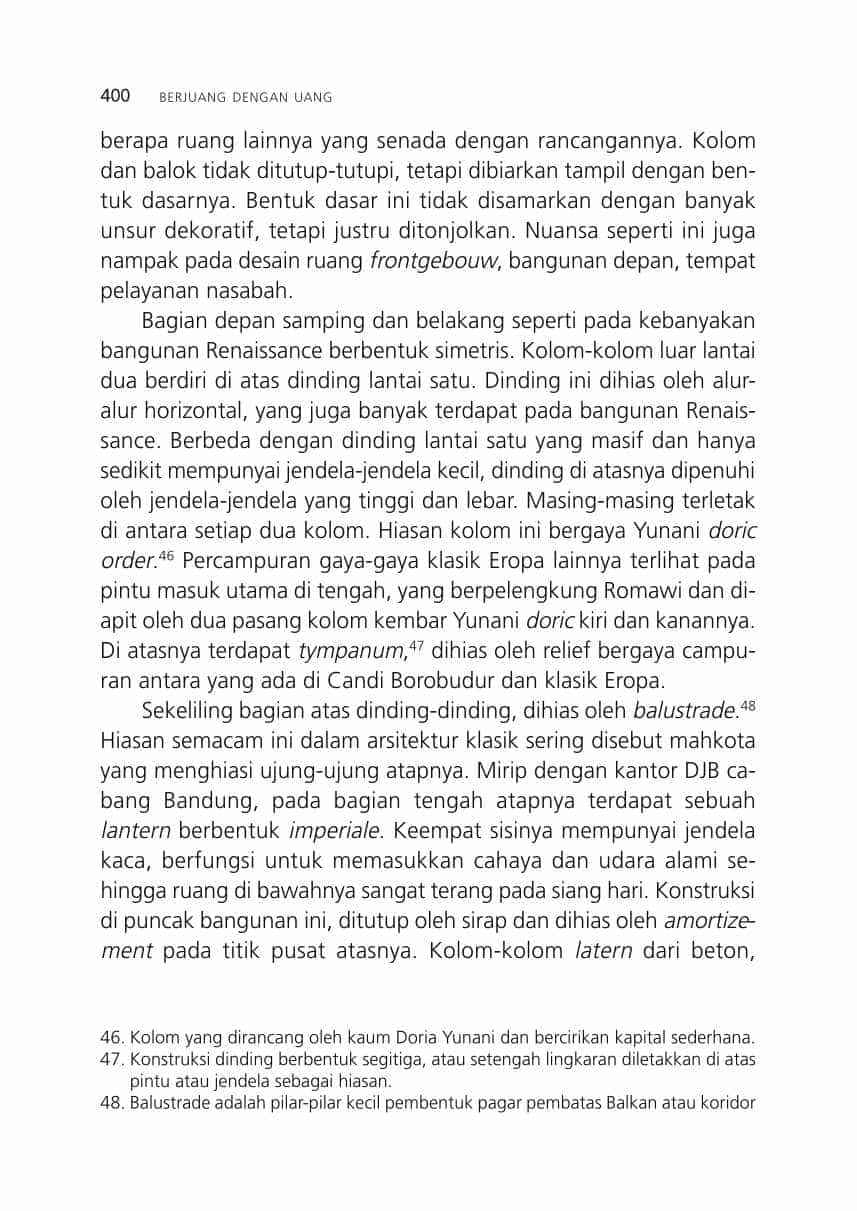 400 BERJUANG DENGAN UANG
berapa ruang lainnya yang senada dengan rancangannya. Kolom
dan balok tidak ditutup-tutupi, tetapi dibiarkan tampil dengan ben-
tuk dasarnya. Bentuk dasar ini tidak disamarkan dengan banyak
unsur dekoratif, tetapi justru ditonjolkan. Nuansa seperti ini juga
nampak pada desain ruang frontgebouw, bangunan depan, tempat
pelayanan nasabah.
Bagian depan samping dan belakang seperti pada kebanyakan
bangunan Renaissance berbentuk simetris. Kolom-kolom luar lantai
dua berdiri di atas dinding lantai satu. Dinding ini dihias oleh alur-
alur horizontal, yang juga banyak terdapat pada bangunan Renais-
sance. Berbeda dengan dinding lantai satu yang masif dan hanya
sedikit mempunyai jendela-jendela kecil, dinding di atasnya dipenuhi
oleh jendela-jendela yang tinggi dan lebar. Masing-masing terletak
di antara setiap dua kolom. Hiasan kolom ini bergaya Yunani doric
order.46 Percampuran gaya-gaya klasik Eropa lainnya terlihat pada
pintu masuk utama di tengah, yang berpelengkung Romawi dan di-
apit oleh dua pasang kolom kembar Yunani doric kiri dan kanannya.
Di atasnya terdapat tympanum,47 dihias oleh relief bergaya campu-
ran antara yang ada di Candi Borobudur dan klasik Eropa.
Sekeliling bagian atas dinding-dinding, dihias oleh balustrade.48
Hiasan semacam ini dalam arsitektur klasik sering disebut mahkota
yang menghiasi ujung-ujung atapnya. Mirip dengan kantor DJB ca-
bang Bandung, pada bagian tengah atapnya terdapat sebuah
lantern berbentuk imperiale. Keempat sisinya mempunyai jendela
kaca, berfungsi untuk memasukkan cahaya dan udara alami se-
hingga ruang di bawahnya sangat terang pada siang hari. Konstruksi
di puncak bangunan ini, ditutup oleh sirap dan dihias oleh amortize-
ment pada titik pusat atasnya. Kolom-kolom latern dari beton,
46. Kolom yang dirancang oleh kaum Doria Yunani dan bercirikan kapital sederhana.
47. Konstruksi dinding berbentuk segitiga, atau setengah lingkaran diletakkan di atas
pintu atau jendela sebagai hiasan.
48. Balustrade adalah pilar-pilar kecil pembentuk pagar pembatas Balkan atau koridor